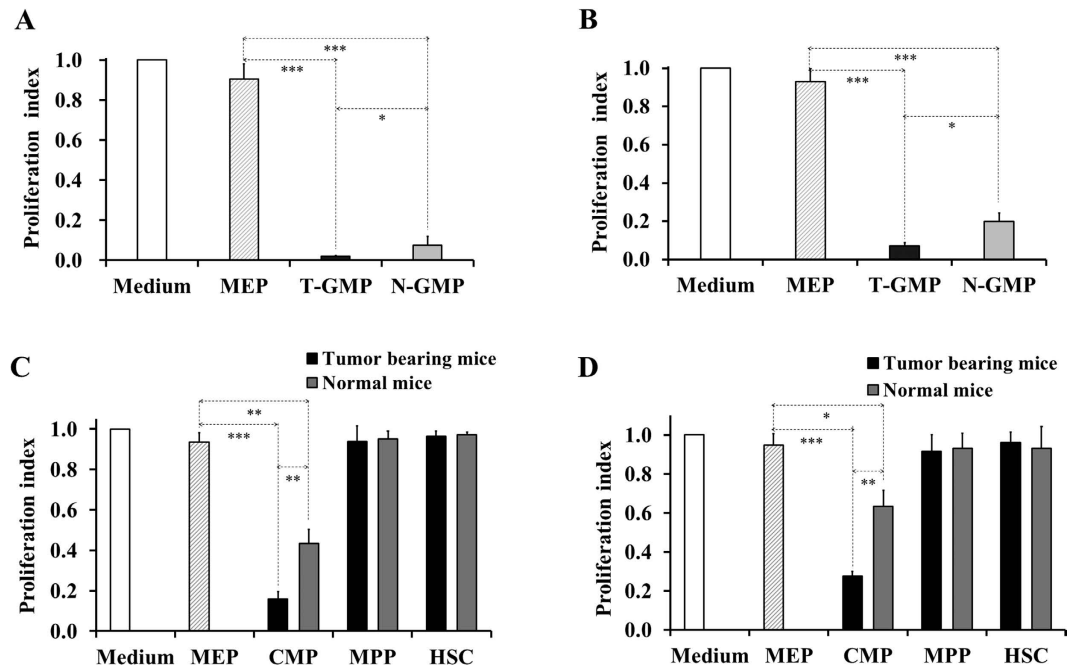 A
Proliferation index
1.0
0.8
0.6
0.4
0.2
0.0
***
***
*
Medium MEP T-GMP N-GMP
B
Proliferation index
1.0
0.8
0.6
0.4
0.2
0.0
***
***
*
Medium MEP T-GMP N-GMP
C
Tumor bearing mice
Normal mice
Proliferation index
1.0
0.8
0.6
0.4
0.2
0.0
**
***
**
Medium MEP CMP MPP HSC
D
Tumor bearing mice
Normal mice
Proliferation index
1.0
0.8
0.6
0.4
0.2
0.0
*
***
**
Medium MEP CMP MPP HSC